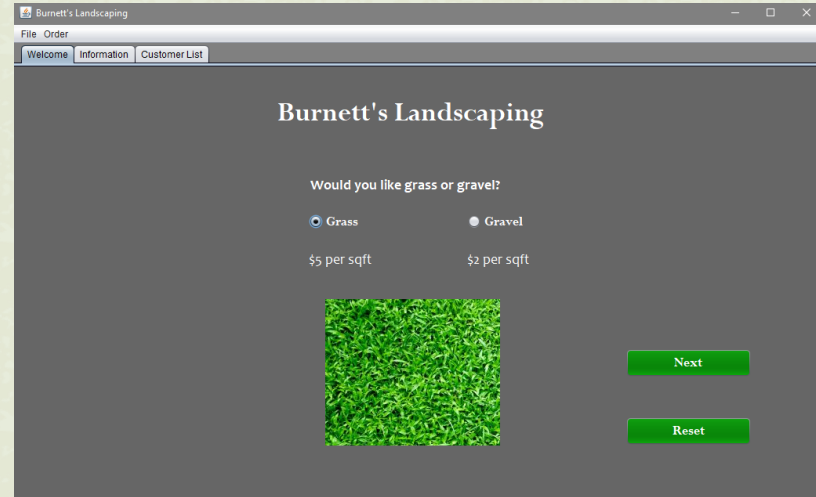 Burnett's Landscaping
File Order
Welcome Information Customer List
Burnett's Landscaping
Would you like grass or gravel?
Grass Gravel
$5 per sqft $2 per sqft
Next
Reset